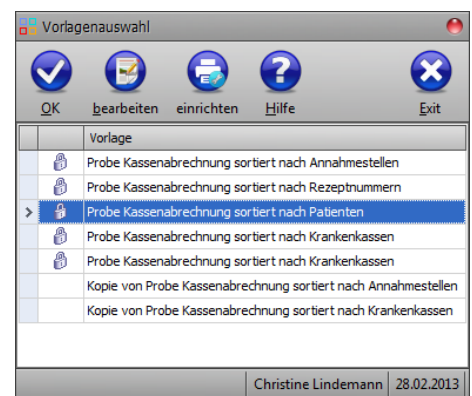 Vorlagenauswahl
OK bearbeiten einrichten Hilfe Exit
Vorlage
Probe Kassenabrechnung sortiert nach Annahmestellen
Probe Kassenabrechnung sortiert nach Rezeptnummern
Probe Kassenabrechnung sortiert nach Patienten
Probe Kassenabrechnung sortiert nach Krankenkassen
Probe Kassenabrechnung sortiert nach Krankenkassen
Kopie von Probe Kassenabrechnung sortiert nach Annahmestellen
Kopie von Probe Kassenabrechnung sortiert nach Krankenkassen
Christine Lindemann 28.02.2013